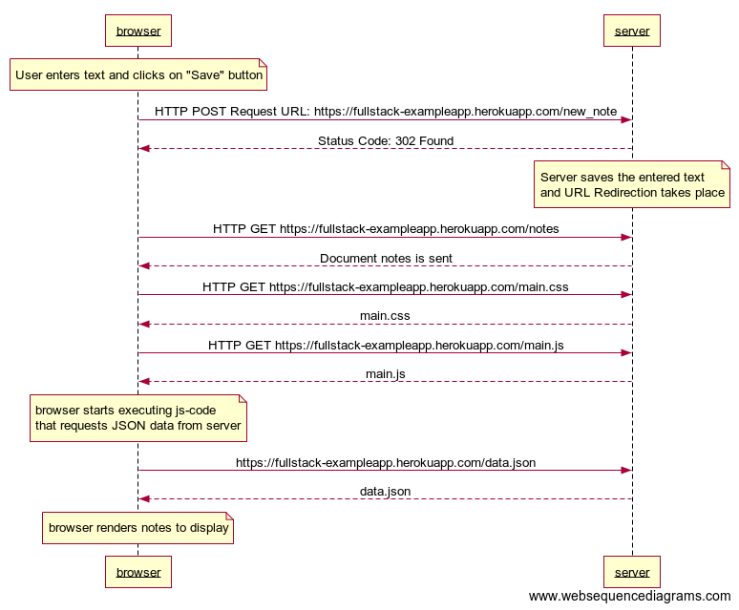 browser
server
User enters text and clicks on "Save" button
HTTP POST Request URL: https://fullstack-exampleapp.herokuapp.com/new_note
Status Code: 302 Found
Server saves the entered text
and URL Redirection takes place
HTTP GET https://fullstack-exampleapp.herokuapp.com/notes
Document notes is sent
HTTP GET https://fullstack-exampleapp.herokuapp.com/main.css
main.css
HTTP GET https://fullstack-exampleapp.herokuapp.com/main.js
main.js
browser starts executing js-code
that requests JSON data from server
https://fullstack-exampleapp.herokuapp.com/data.json
data.json
browser renders notes to display
browser
server
www.websequencediagrams.com